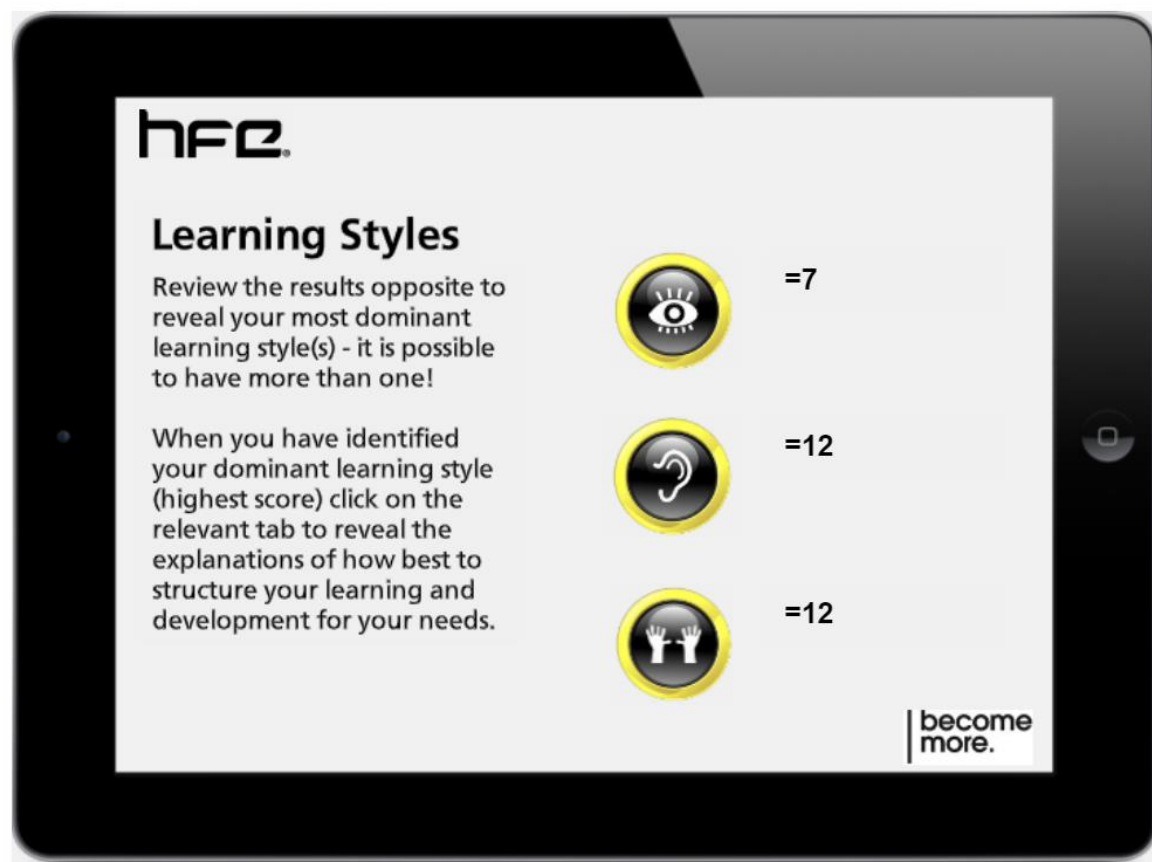 hfe®
Learning Styles
Review the results opposite to
reveal your most dominant
learning style(s) - it is possible
to have more than one!
When you have identified
your dominant learning style
(highest score) click on the
relevant tab to reveal the
explanations of how best to
structure your learning and
development for your needs.
=7
=12
=12
become
more.